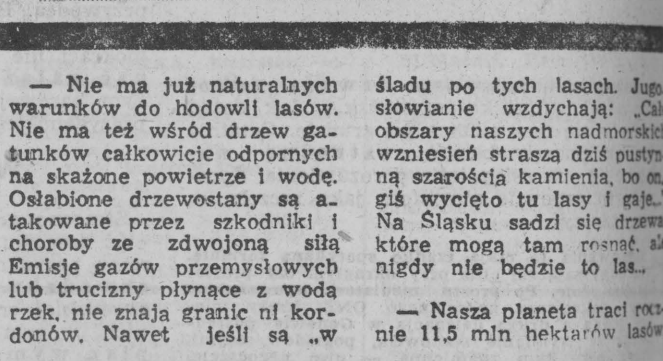 — Nie ma już naturalnych
warunków do hodowli lasów.
Nie ma też wśród drzew ga-
tunków całkowicie odpornych
na skażone powietrze i wodę.
Osłabione drzewostany są a-
takowane przez szkodniki i
choroby ze zdwojoną siłą
Emisje gazów przemysłowych
lub trucizny płynące z wodą
rzek, nie znają granic ni kor-
donów. Nawet jeśli są „w
śladu po tych lasach. Jugo
słowianie wzdychają: „Cał
obszary naszych nadmorskic
wzniesień straszą dziś pustyn
ną szarością kamienia, bo on
giś wycięto tu lasy i gaje..."
Na Śląsku sadzi się drzewa
które mogą tam rosnąć, ale
nigdy nie będzie to las...
— Nasza planeta traci rocz-
nie 11,5 mln hektarów lasów